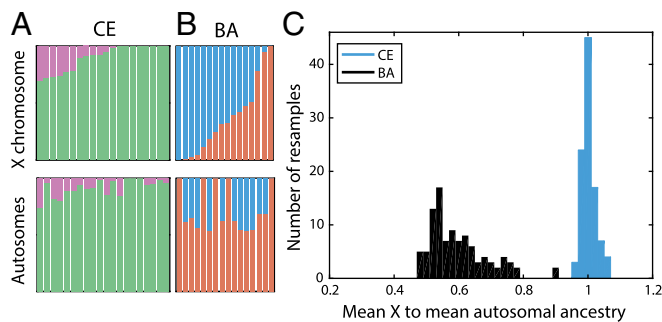 A
CE
B
BA
C
X chromosome
Autosomes
Number of resamples
40
30
20
10
0
CE
BA
0.2
0.4
0.6
0.8
1
1.2
Mean X to mean autosomal ancestry